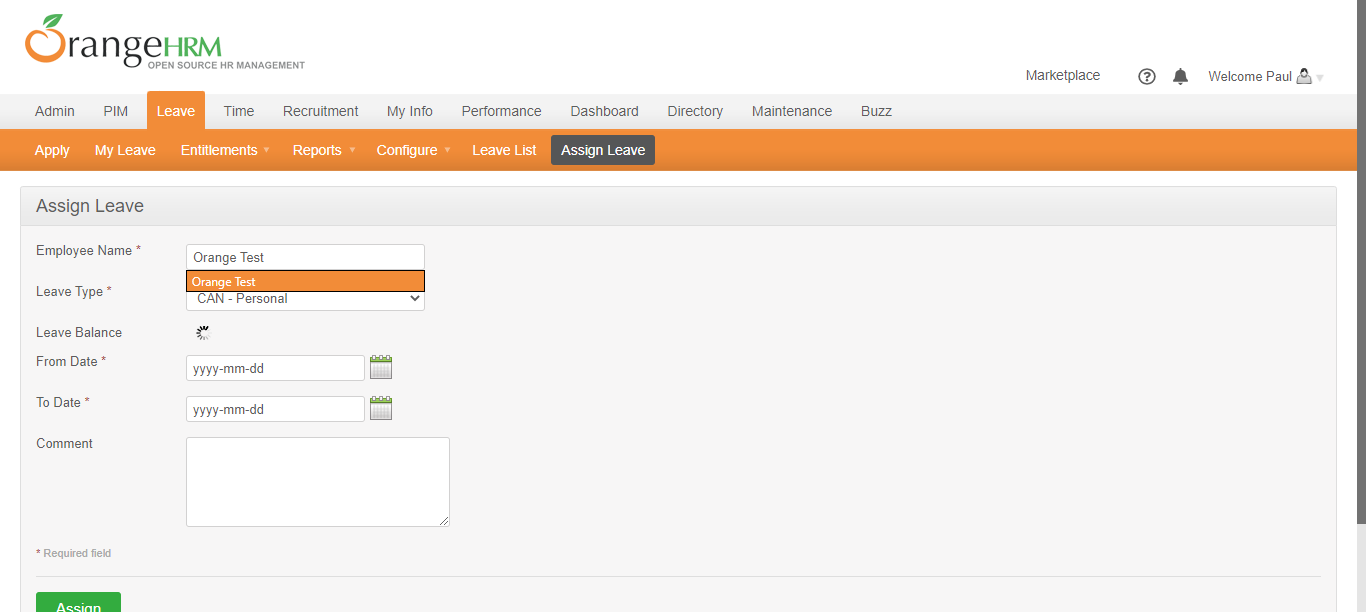 OrangeHRM
OPEN SOURCE HR MANAGEMENT
Marketplace ? Welcome Paul
Admin PIM Leave Time Recruitment My Info Performance Dashboard Directory Maintenance Buzz
Apply My Leave Entitlements Reports Configure Leave List Assign Leave
Assign Leave
Employee Name * Orange Test
Orange Test
Leave Type * CAN - Personal
Leave Balance
From Date * yyyy-mm-dd
To Date * yyyy-mm-dd
Comment
* Required field
Assign